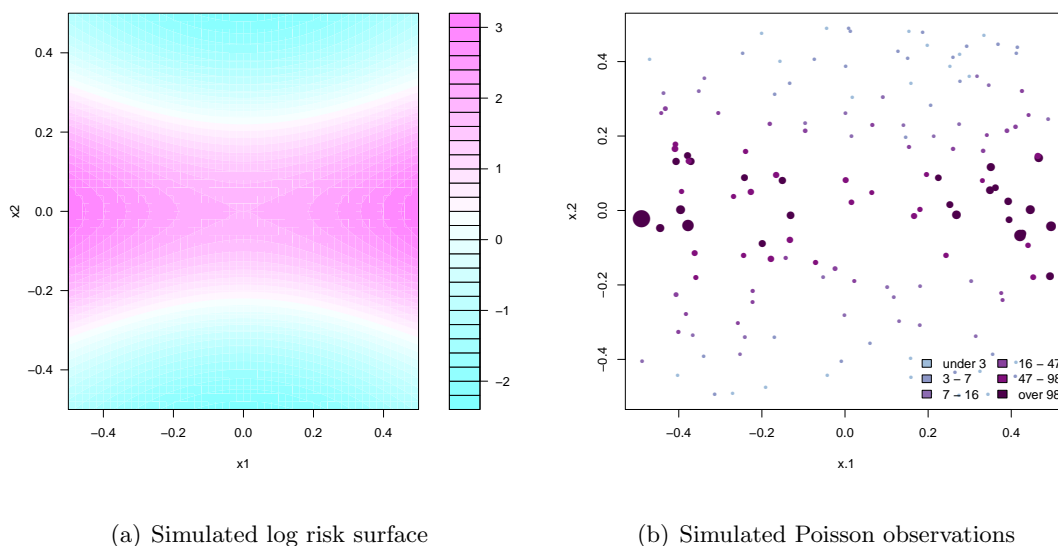 0.4
0.2
0.0
−0.2
−0.4
x2
−0.4
−0.2
0.0
0.2
0.4
x1
3
2
1
0
−1
−2
0.4
0.2
0.0
−0.2
−0.4
x.2
−0.4
−0.2
0.0
0.2
0.4
x.1
under 3
3 − 7
7 − 16
16 − 47
47 − 98
over 98
(a) Simulated log risk surface
(b) Simulated Poisson observations